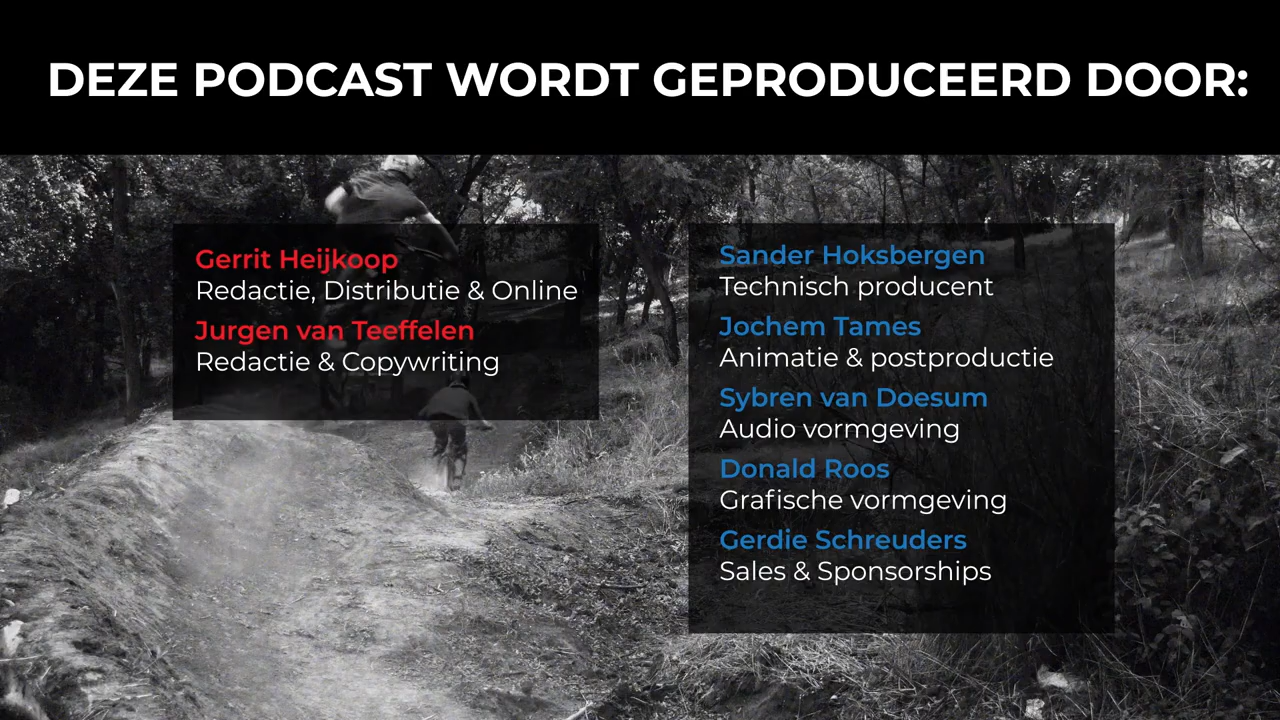 DEZE PODCAST WORDT GEPRODUCEERD DOOR:
Gerrit Heijkoop
Redactie, Distributie & Online
Jurgen van Teeffelen
Redactie & Copywriting
Sander Hoksbergen
Technisch producent
Jochem Tames
Animatie & postproductie
Sybren van Doesum
Audio vormgeving
Donald Roos
Grafische vormgeving
Gerdie Schreuders
Sales & Sponsorships